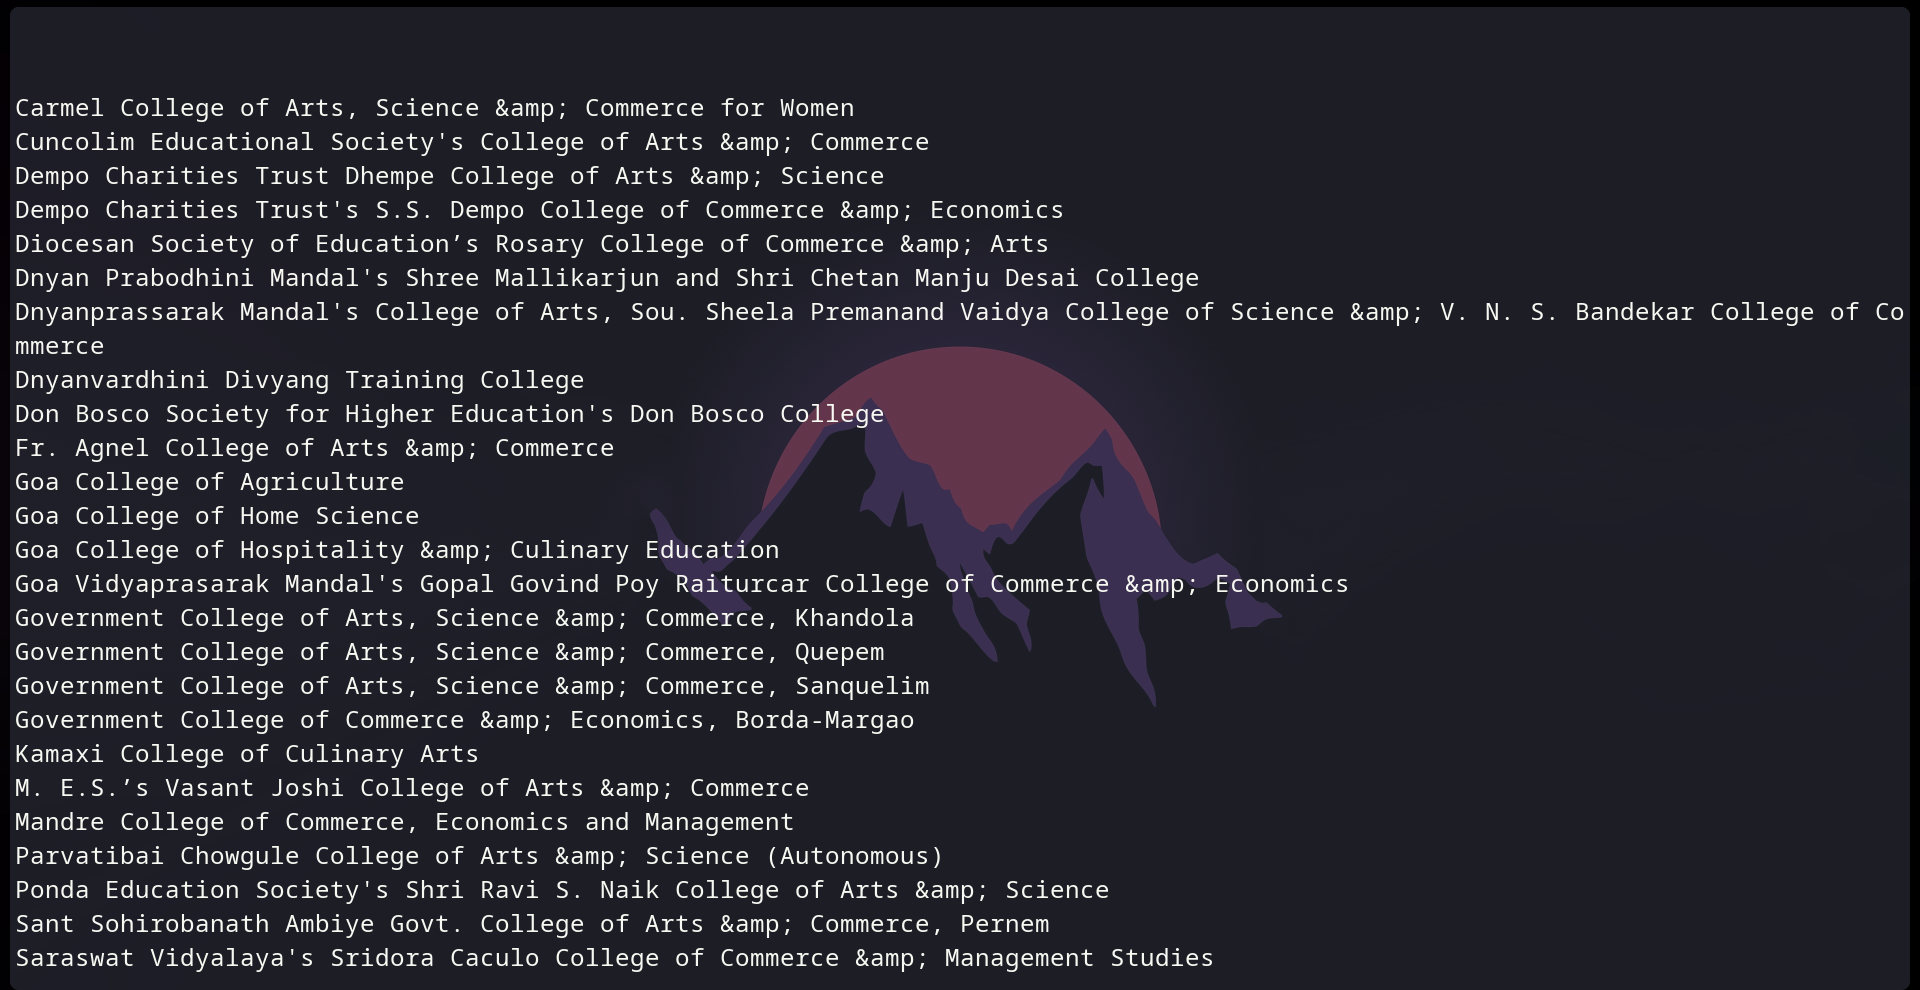 Carmel College of Arts, Science &amp; Commerce for Women
Cuncolim Educational Society's College of Arts &amp; Commerce
Dempo Charities Trust Dhempe College of Arts &amp; Science
Dempo Charities Trust's S.S. Dempo College of Commerce &amp; Economics
Diocesan Society of Education’s Rosary College of Commerce &amp; Arts
Dnyan Prabodhini Mandal's Shree Mallikarjun and Shri Chetan Manju Desai College
Dnyanprassarak Mandal's College of Arts, Sou. Sheela Premanand Vaidya College of Science &amp; V. N. S. Bandekar College of Co
mmerce
Dnyanvardhini Divyang Training College
Don Bosco Society for Higher Education's Don Bosco College
Fr. Agnel College of Arts &amp; Commerce
Goa College of Agriculture
Goa College of Home Science
Goa College of Hospitality &amp; Culinary Education
Goa Vidyaprasarak Mandal's Gopal Govind Poy Raiturcar College of Commerce &amp; Economics
Government College of Arts, Science &amp; Commerce, Khandola
Government College of Arts, Science &amp; Commerce, Quepem
Government College of Arts, Science &amp; Commerce, Sanquelim
Government College of Commerce &amp; Economics, Borda-Margao
Kamaxi College of Culinary Arts
M. E.S.’s Vasant Joshi College of Arts &amp; Commerce
Mandre College of Commerce, Economics and Management
Parvatibai Chowgule College of Arts &amp; Science (Autonomous)
Ponda Education Society's Shri Ravi S. Naik College of Arts &amp; Science
Sant Sohirobanath Ambiye Govt. College of Arts &amp; Commerce, Pernem
Saraswat Vidyalaya's Sridora Caculo College of Commerce &amp; Management Studies